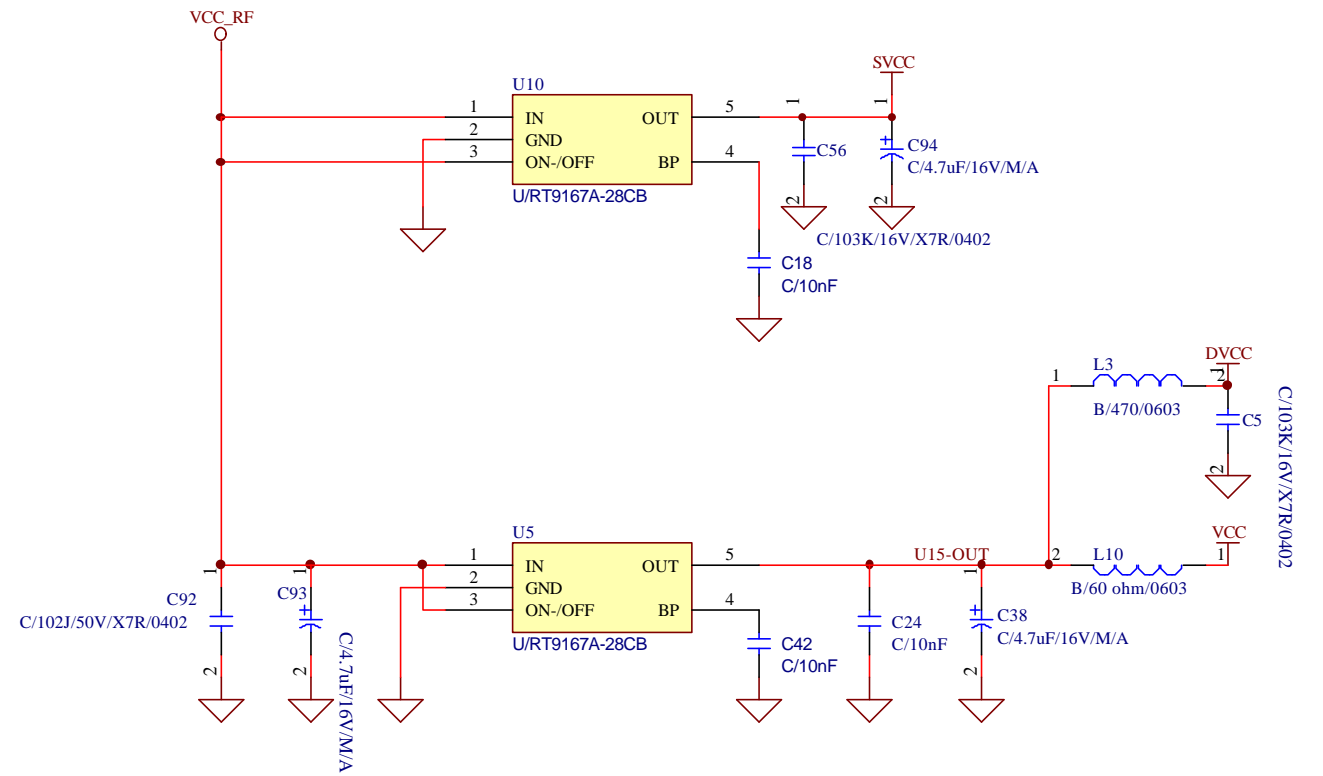 VCC_RF
U10
1
IN
2
GND
3
ON-/OFF
OUT
5
BP
4
U/RT9167A-28CB
SVCC
1
1
C56
C94
C/4.7uF/16V/M/A
2
2
C/103K/16V/X7R/0402
C18
C/10nF
DVCC
L3
1
1
2
B/470/0603
C5
2
C/103K/16V/X7R/0402
U5
1
IN
2
GND
3
ON-/OFF
OUT
5
BP
4
U/RT9167A-28CB
U15-OUT
2
L10
VCC
1
B/60 ohm/0603
1
C92
C/102J/50V/X7R/0402
2
1
C93
2
C/4.7uF/16V/M/A
C42
C/10nF
C24
C/10nF
1
C38
C/4.7uF/16V/M/A
2